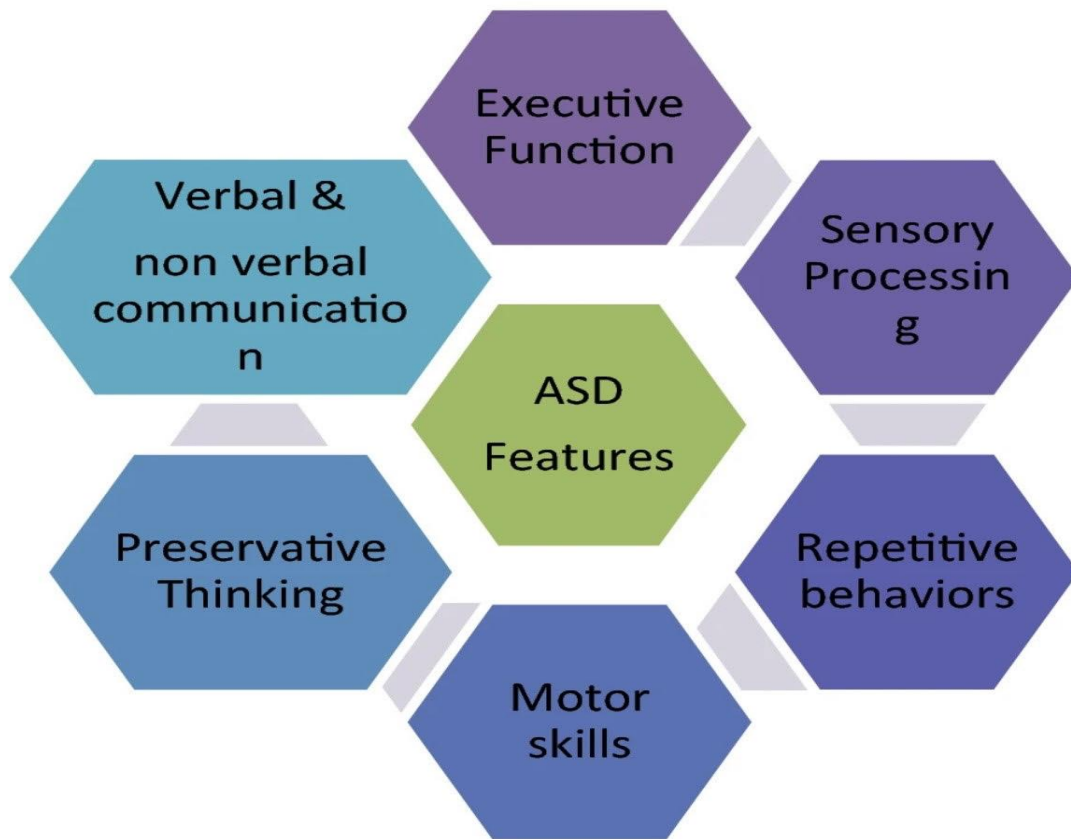 Executive
Function
Verbal &
non verbal
communicatio
n
Sensory
Processin
g
ASD
Features
Preservative
Thinking
Repetitive
behaviors
Motor
skills